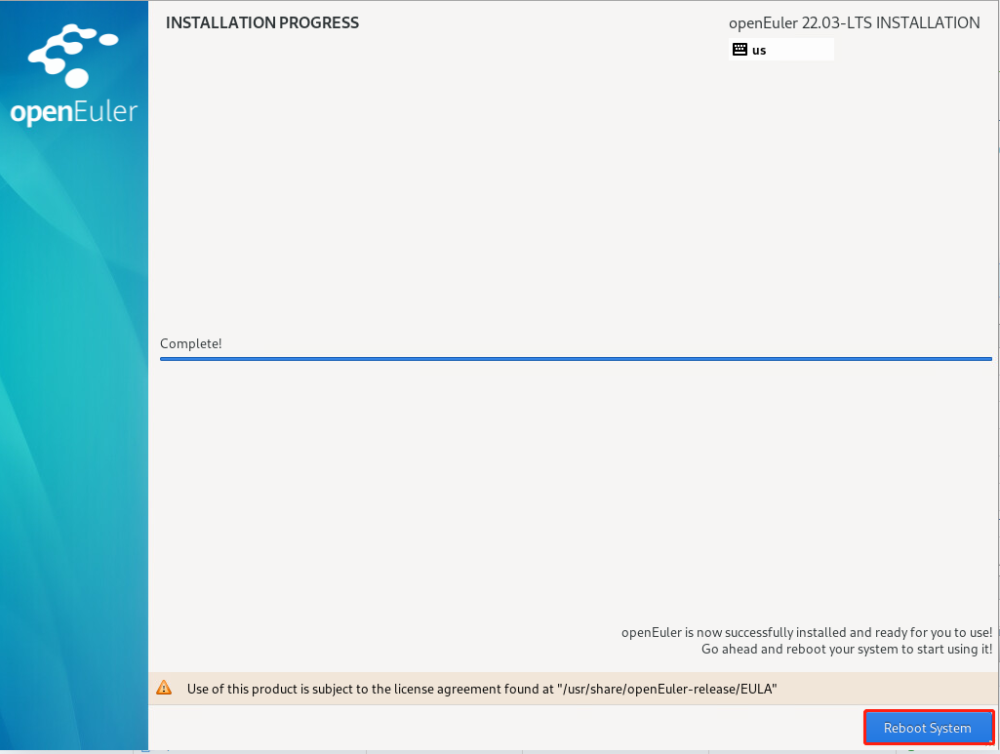 openEuler
INSTALLATION PROGRESS
openEuler 22.03-LTS INSTALLATION
us
Complete!
openEuler is now successfully installed and ready for you to use!
Go ahead and reboot your system to start using it!
Use of this product is subject to the license agreement found at "/usr/share/openEuler-release/EULA"
Reboot System